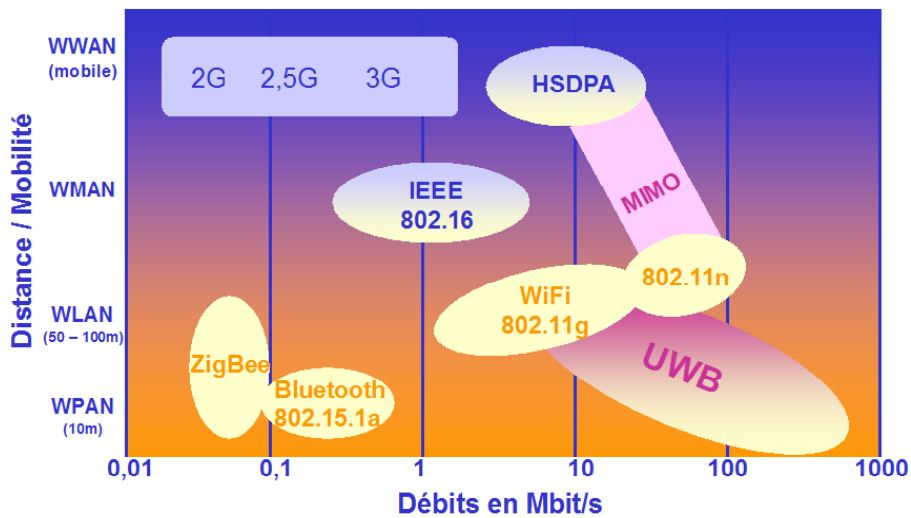 WWAN
(mobile)
2G 2,5G 3G
HSDPA
Distance / Mobilité
WMAN
IEEE
802.16
MIMO
802.11n
WiFi
802.11g
WLAN
(50 – 100m)
UWB
ZigBee
Bluetooth
802.15.1a
WPAN
(10m)
0,01 0,1 1 10 100 1000
Débits en Mbit/s